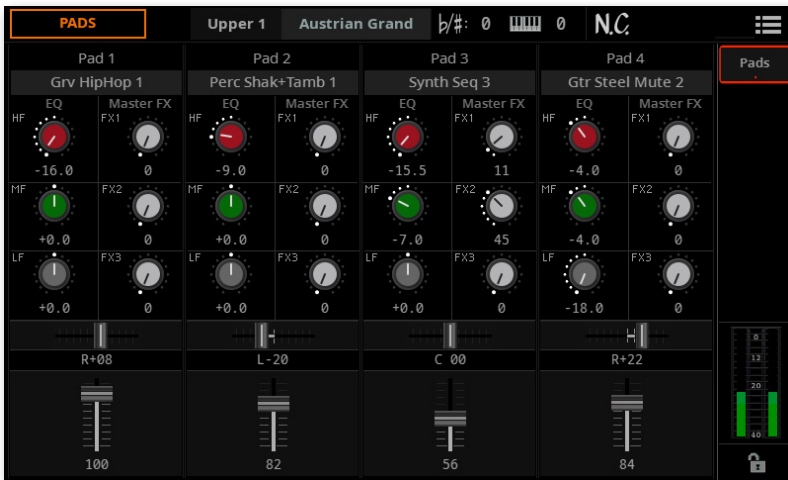 PADS Upper 1 Austrian Grand ♭/#: 0 0 N.C.
Pad 1 Pad 2 Pad 3 Pad 4 Pads
Grv HipHop 1 Perc Shak+Tamb 1 Synth Seq 3 Gtr Steel Mute 2
EQ Master FX EQ Master FX EQ Master FX EQ Master FX
HF FX1 HF FX1 HF FX1 HF FX1
-16.0 0 -9.0 0 -15.5 11 -4.0 0
MF FX2 MF FX2 MF FX2 MF FX2
+0.0 0 +0.0 0 -7.0 45 -4.0 0
LF FX3 LF FX3 LF FX3 LF FX3
+0.0 0 +0.0 0 +0.0 0 -18.0 0
R+08 L-20 C 00 R+22
0
12
20
40
100 82 56 84